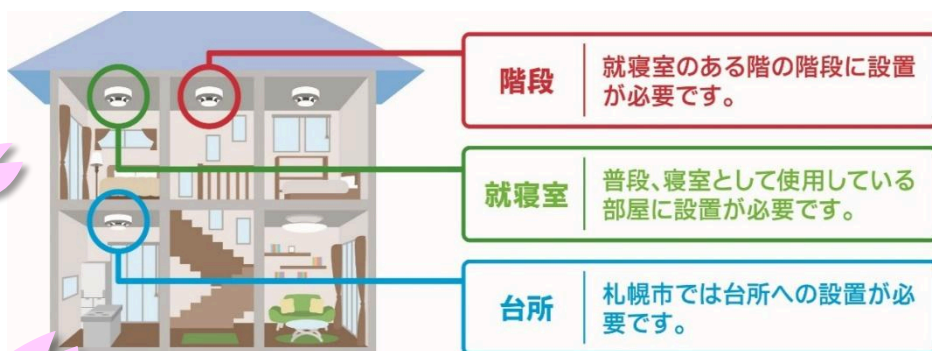 階段
就寝室のある階の階段に設置
が必要です。
就寝室
普段、寝室として使用している
部屋に設置が必要です。
台所
札幌市では台所への設置が必
要です。